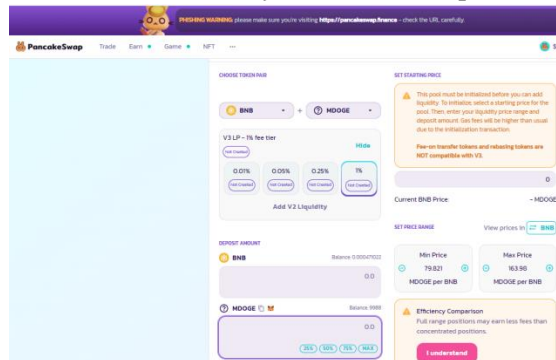 PHISHING WARNING: please make sure you're visiting https://pancakeswap.finance - check the URL carefully.
PancakeSwap Trade Earn Game NFT ...
CHOOSE TOKEN PAIR
BNB + MDOGE
V3 LP - 1% fee tier
Not Created
Hide
0.01% 0.05% 0.25% 1%
Not Created Not Created Not Created Not Created
Add V2 Liquidity
DEPOSIT AMOUNT
BNB
0.0
MDOGE Balance: 9988
0.0
25% 50% 75% MAX
SET STARTING PRICE
This pool must be initialized before you can add
liquidity. To initialize, select a starting price for the
pool. Then, enter your liquidity price range and
deposit amount. Gas fees will be higher than usual
due to the initialization transaction.
Fee-on transfer tokens and rebasing tokens are
NOT compatible with V3.
0
Current BNB Price: - MDOGE
SET PRICE RANGE View prices in BNB
Min Price Max Price
79.821 163.98
MDOGE per BNB MDOGE per BNB
Efficiency Comparison
Full range positions may earn less fees than
concentrated positions.
I understand